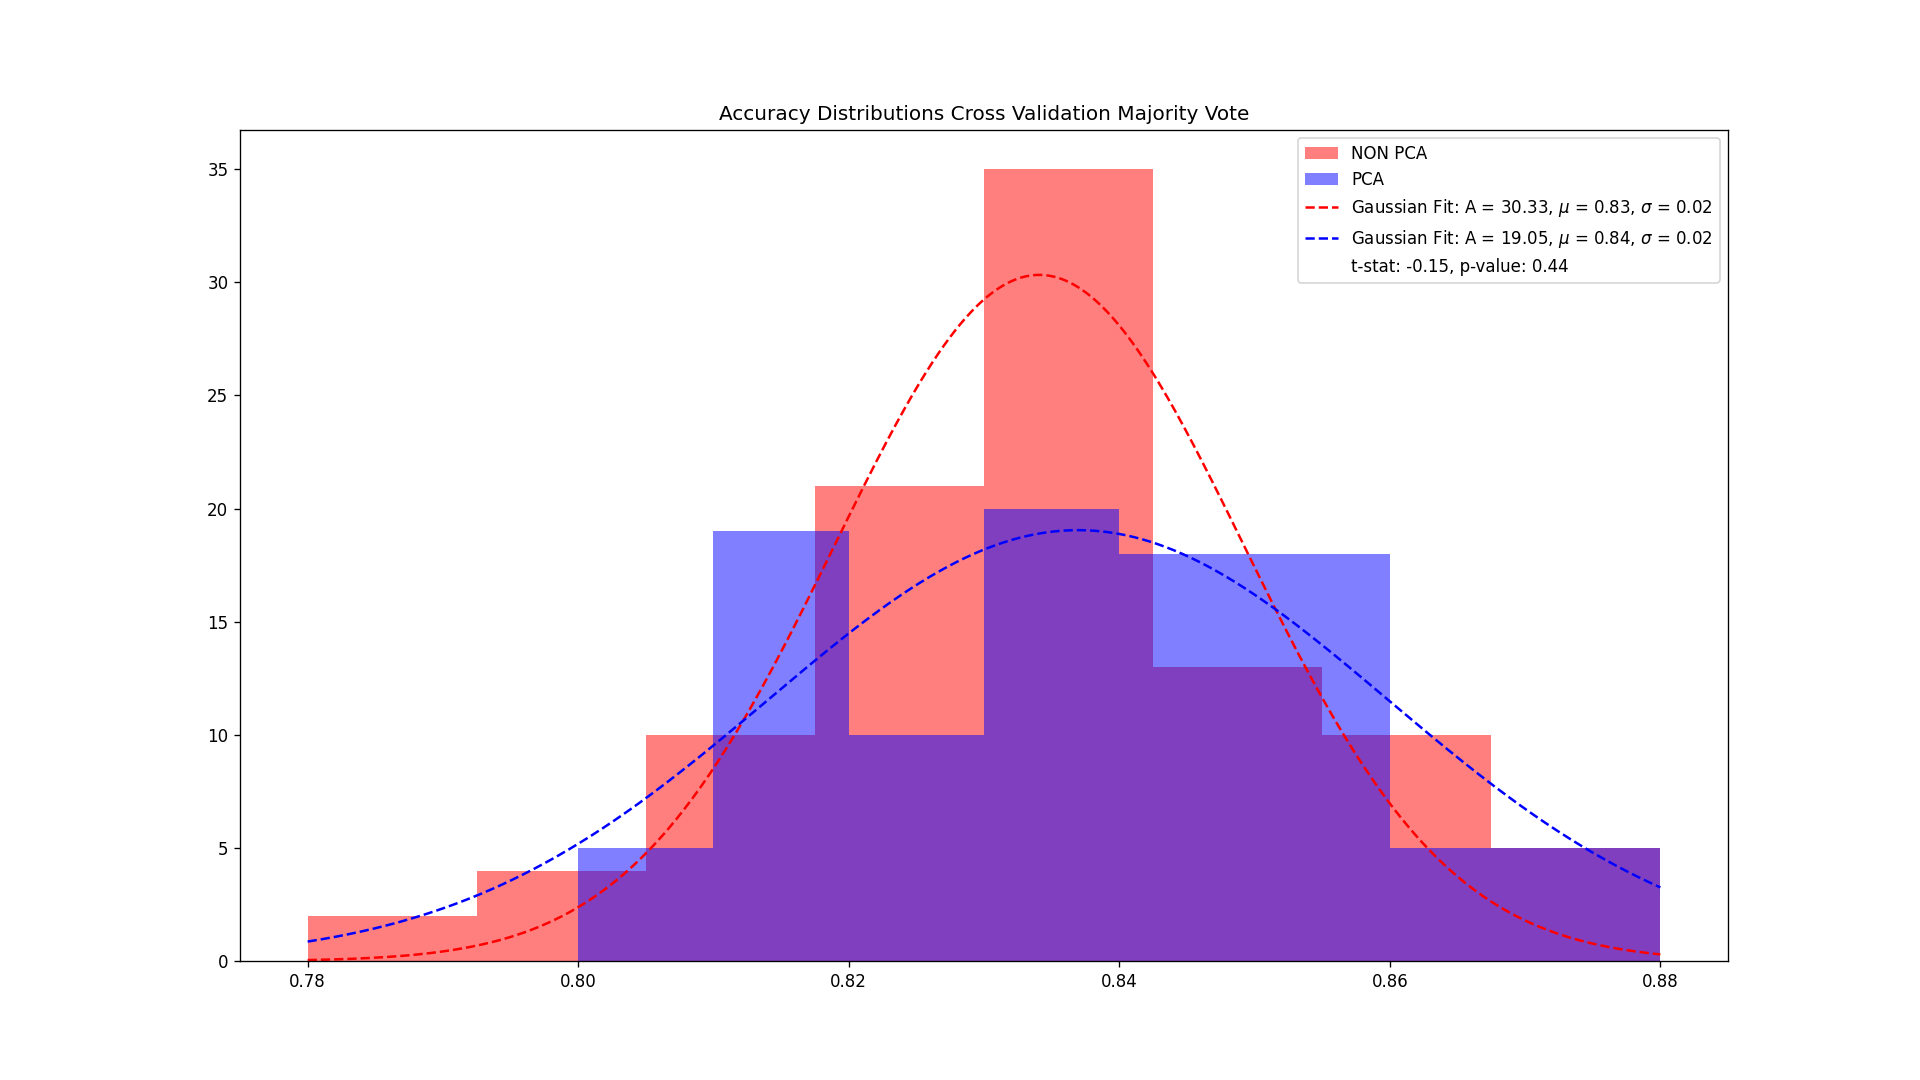 Accuracy Distributions Cross Validation Majority Vote
NON PCA
PCA
Gaussian Fit: A = 30.33, μ = 0.83, σ = 0.02
Gaussian Fit: A = 19.05, μ = 0.84, σ = 0.02
t-stat: -0.15, p-value: 0.44
35
30
25
20
15
10
5
0
0.78 0.80 0.82 0.84 0.86 0.88